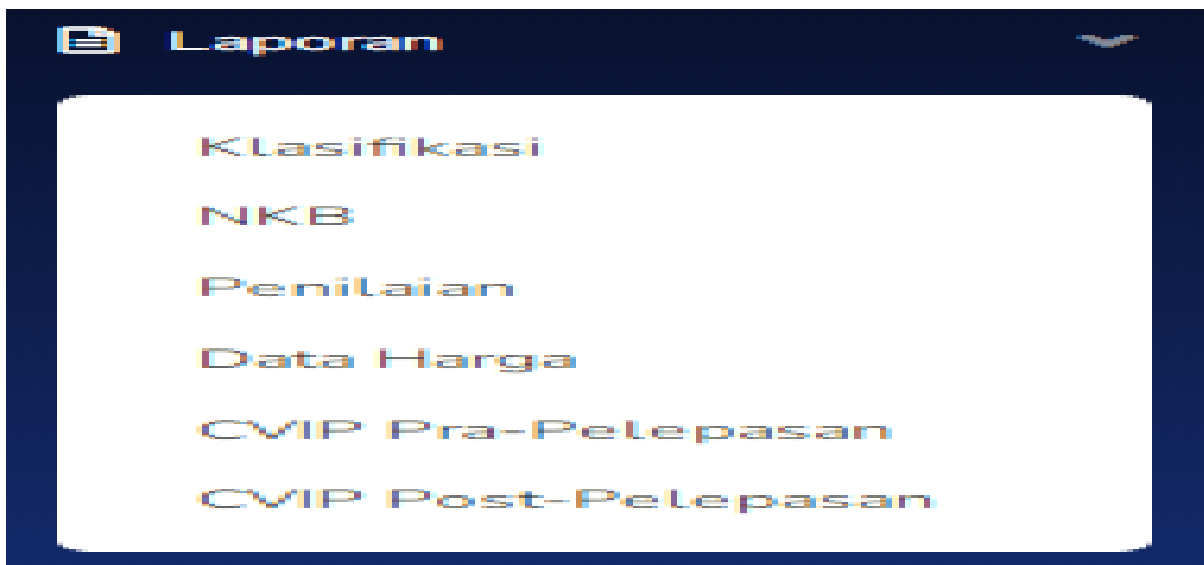 Laporan
Klasifikasi
NKB
Penilaian
Data Harga
CVIP Pra-Pelepasan
CVIP Post-Pelepasan